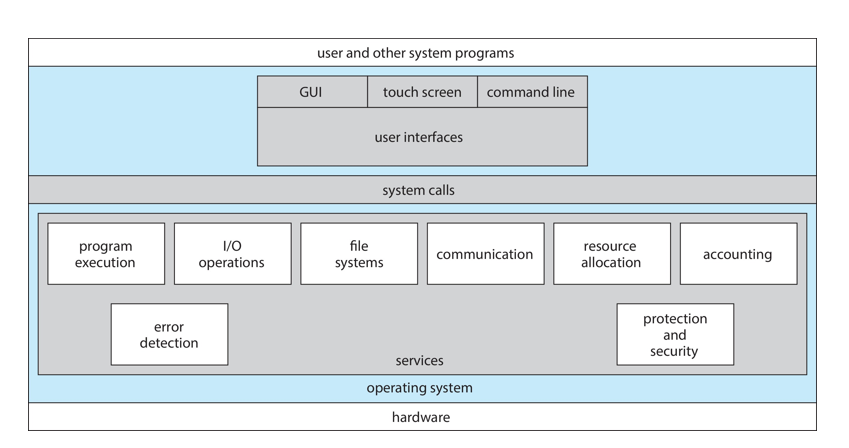 user and other system programs
GUI
touch screen
command line
user interfaces
system calls
program
execution
I/O
operations
file
systems
communication
resource
allocation
accounting
error
detection
protection
and
security
services
operating system
hardware